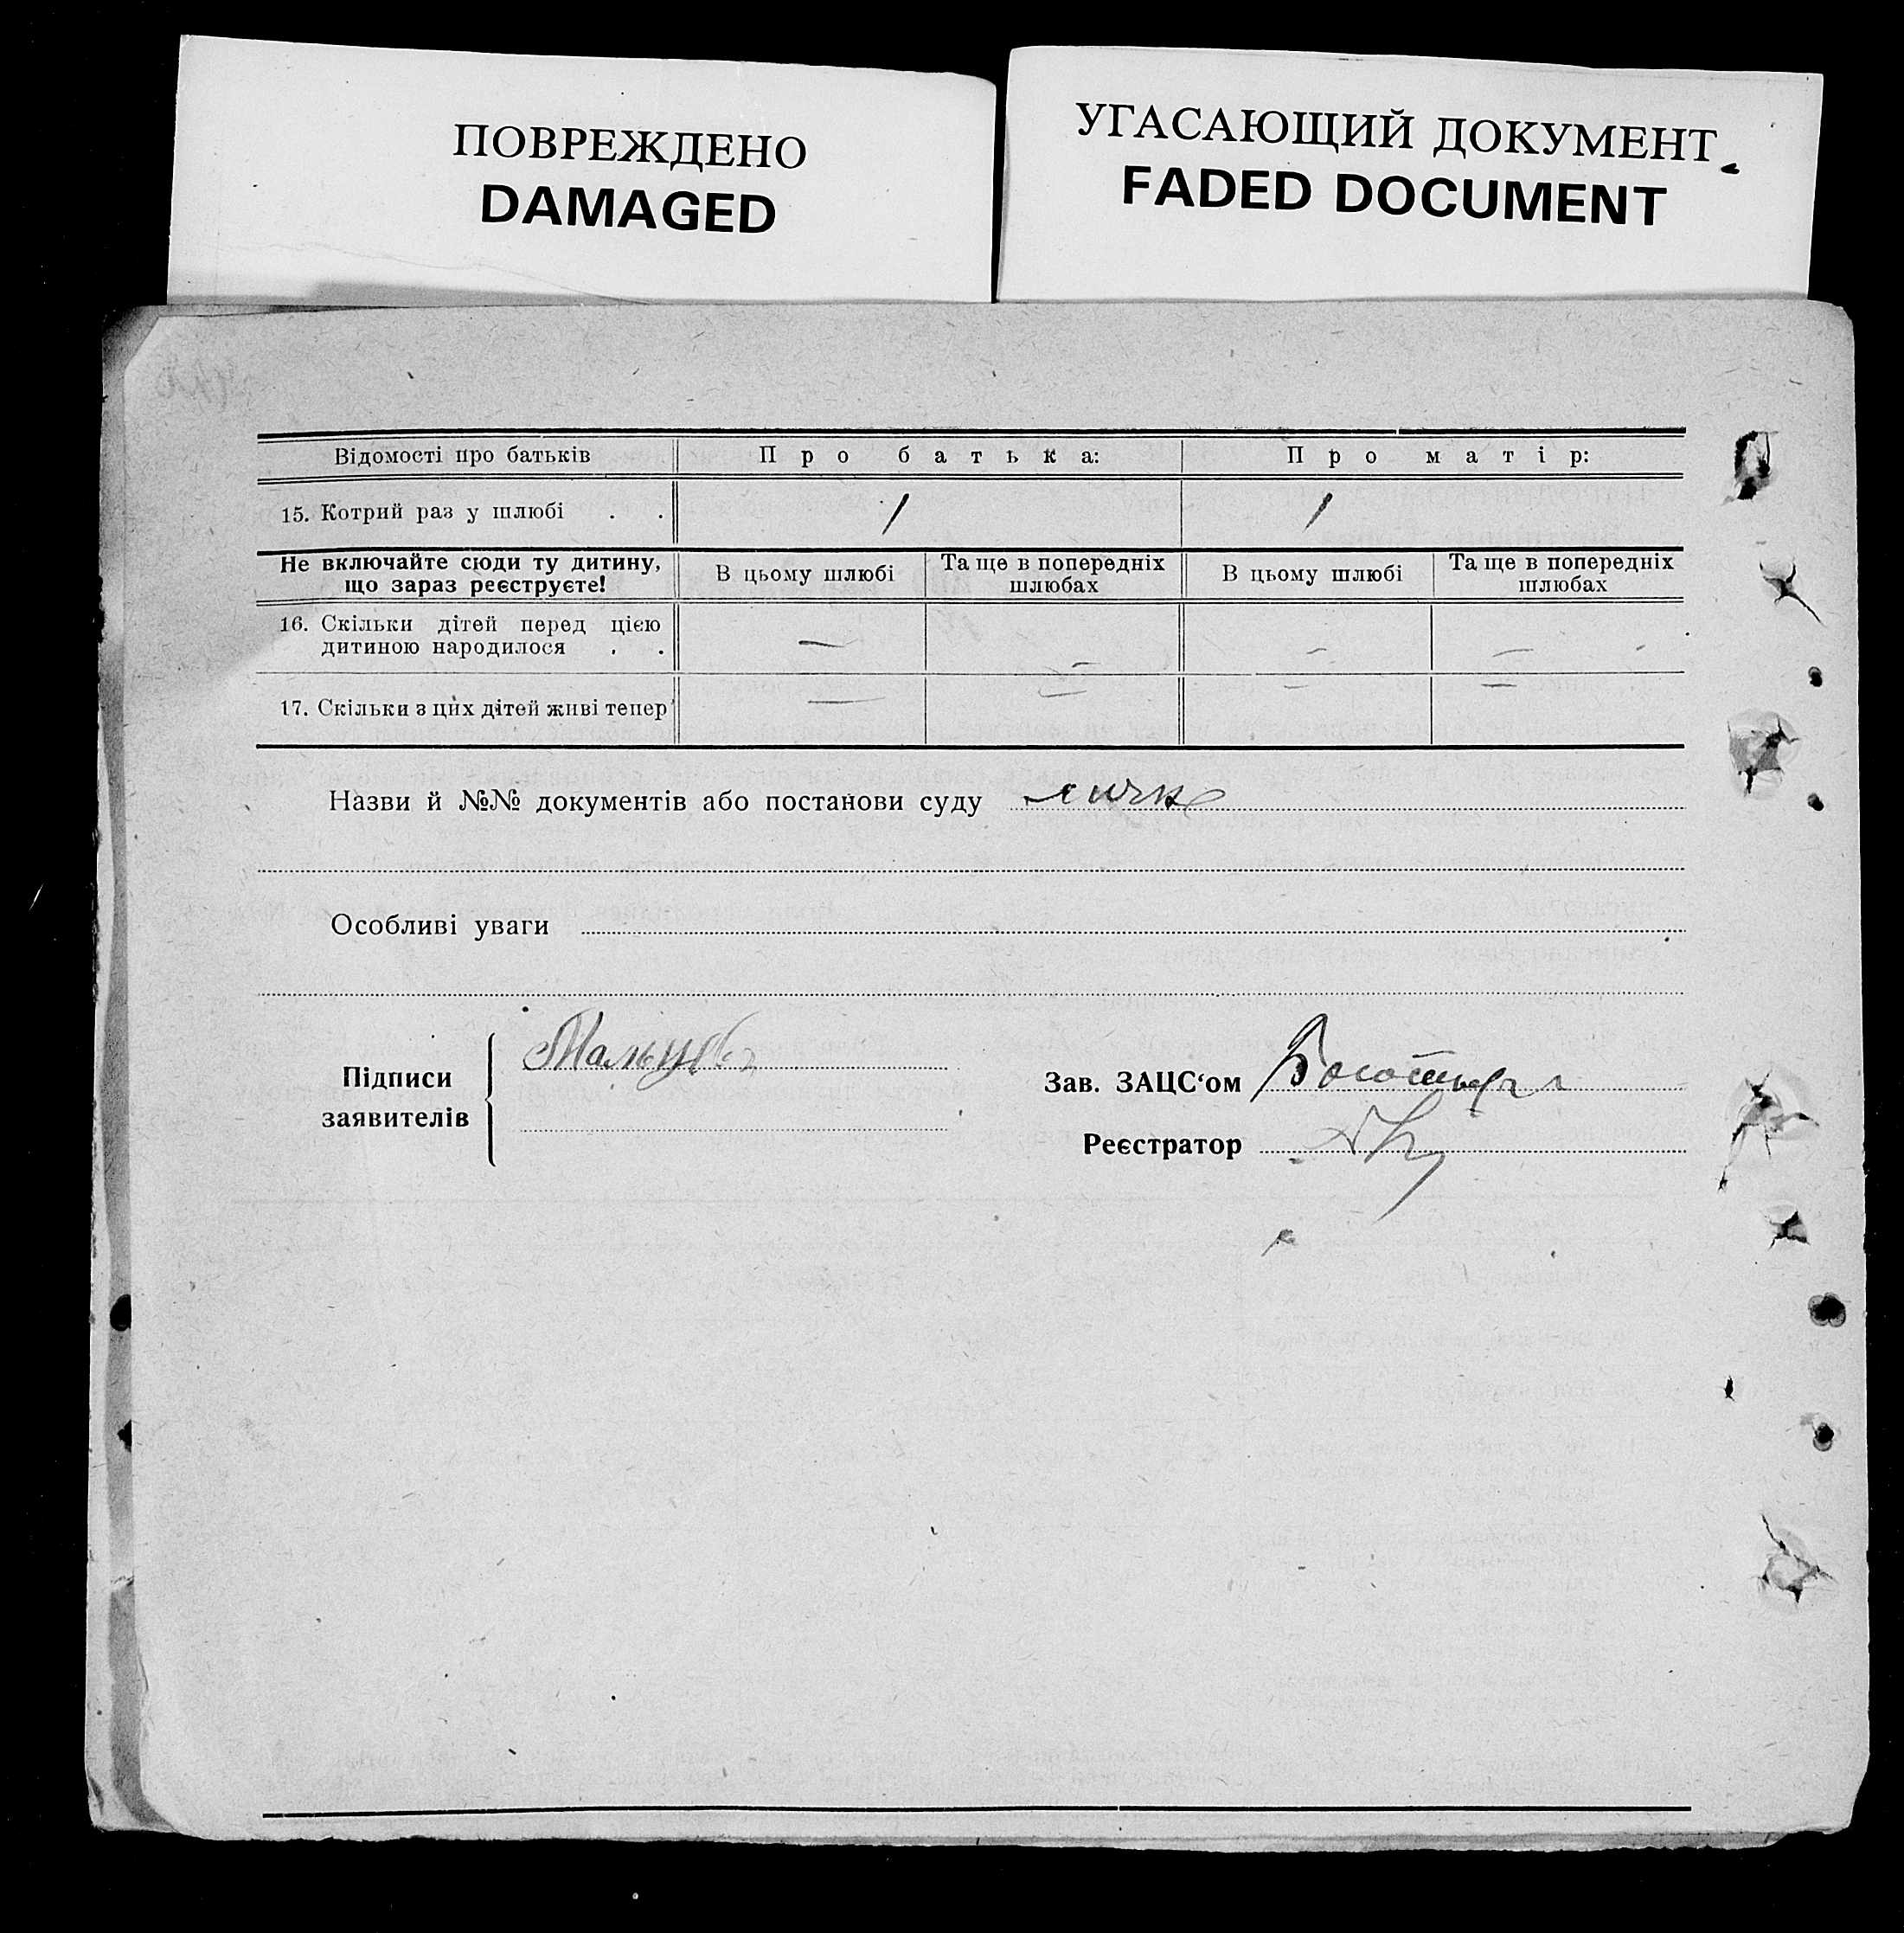 ПОВРЕЖДЕНО
DAMAGED
УГАСАЮЩИЙ ДОКУМЕНТ
FADED DOCUMENT
Відомості про батьків Про батька: Про матір:
15. Котрий раз у шлюбі . . 1 1
Не включайте сюди ту дитину, що зараз реєструєте! В цьому шлюбі Та ще в попередніх шлюбах В цьому шлюбі Та ще в попередніх шлюбах
16. Скільки дітей перед цією
дитиною народилося . . — — — —
17. Скільки з цих дітей живі тепер — — — —
Назви й №№ документів або постанови суду
Особливі уваги
Підписи
заявителів
Зав. ЗАЦС‘ом
Реєстратор